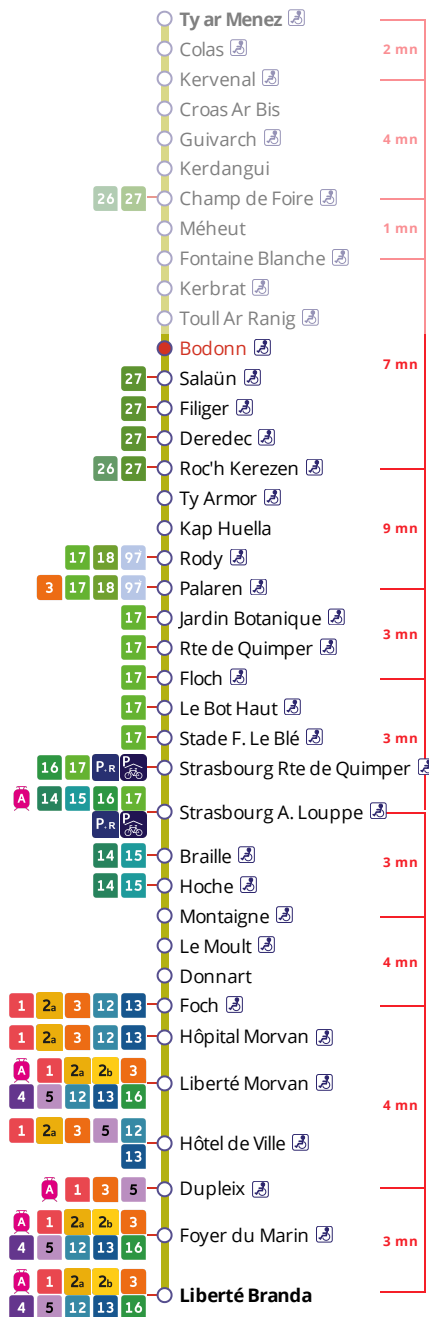 Ty ar Menez
Colas 2 mn
Kervenal
Croas Ar Bis
Guivarch 4 mn
Kerdangui
26 27 Champ de Foire
Méheut 1 mn
Fontaine Blanche
Kerbrat
Toull Ar Ranig
Bodonn
7 mn
27 Salaün
27 Filiger
27 Deredec
26 27 Roc'h Kerezen
Ty Armor
Kap Huella 9 mn
17 18 97 Rody
3 17 18 97 Palaren
17 Jardin Botanique
3 mn
17 Rte de Quimper
17 Floch
17 Le Bot Haut
17 Stade F. Le Blé 3 mn
16 17 P+R P Strasbourg Rte de Quimper
A 14 15 16 17
P+R P Strasbourg A. Louppe
14 15 Braille 3 mn
14 15 Hoche
Montaigne
Le Moult
4 mn
Donnart
1 2a 3 12 13 Foch
1 2a 3 12 13 Hôpital Morvan
A 1 2a 2b 3
4 5 12 13 16 Liberté Morvan
4 mn
1 2a 3 5 12
13 Hôtel de Ville
A 1 3 5 Dupleix
A 1 2a 2b 3
4 5 12 13 16 Foyer du Marin
3 mn
A 1 2a 2b 3
4 5 12 13 16 Liberté Branda